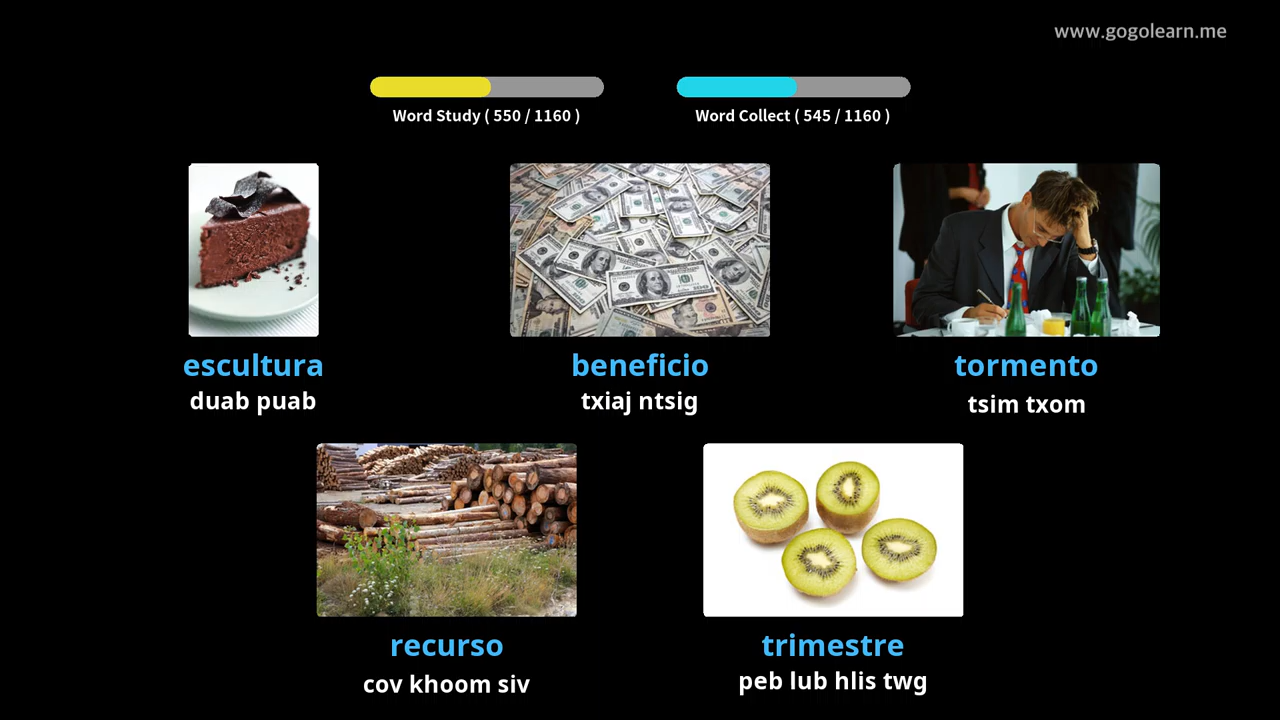 www.gogolearn.me
Word Study ( 550 / 1160 )
Word Collect ( 545 / 1160 )
escultura
duab puab
beneficio
txiaj ntsig
tormento
tsim txom
recurso
cov khoom siv
trimestre
peb lub hlis twg